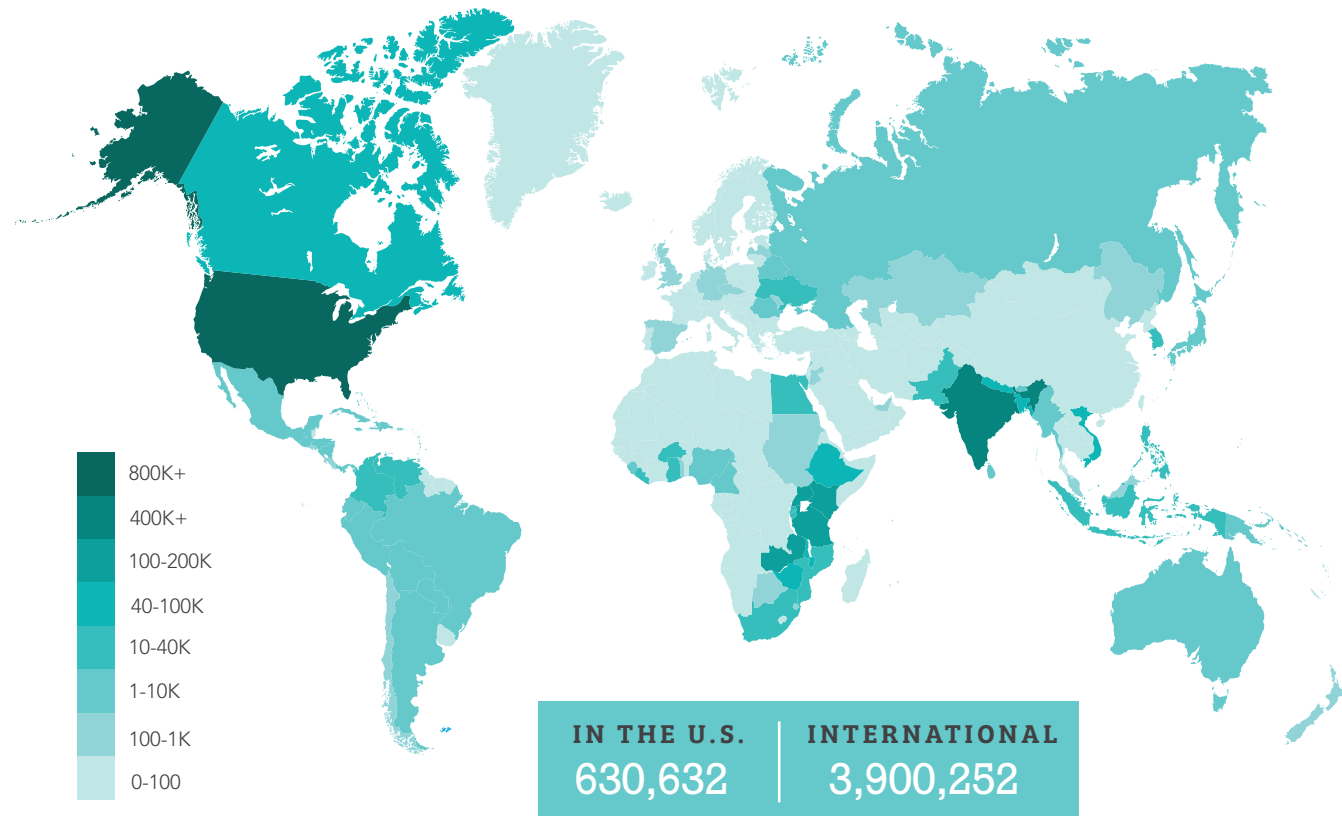 800K+
400K+
100-200K
40-100K
10-40K
1-10K
100-1K
0-100
IN THE U.S.
630,632
INTERNATIONAL
3,900,252